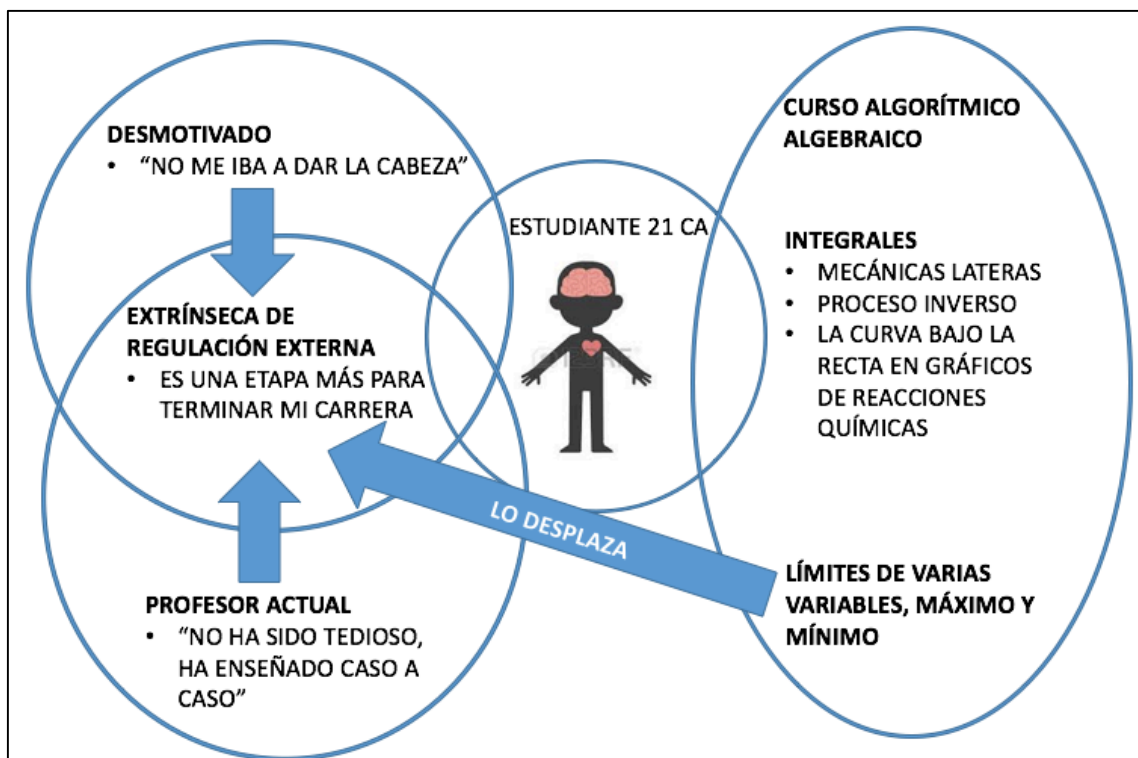 DESMOTIVADO
• “NO ME IBA A DAR LA CABEZA”
EXTRÍNSECA DE
REGULACIÓN EXTERNA
• ES UNA ETAPA MÁS PARA
TERMINAR MI CARRERA
PROFESOR ACTUAL
• “NO HA SIDO TEDIOSO,
HA ENSEÑADO CASO A
CASO”
ESTUDIANTE 21 CA
LO DESPLAZA
CURSO ALGORÍTMICO
ALGEBRAICO
INTEGRALES
• MECÁNICAS LATERAS
• PROCESO INVERSO
• LA CURVA BAJO LA
RECTA EN GRÁFICOS
DE REACCIONES
QUÍMICAS
LÍMITES DE VARIAS
VARIABLES, MÁXIMO Y
MÍNIMO